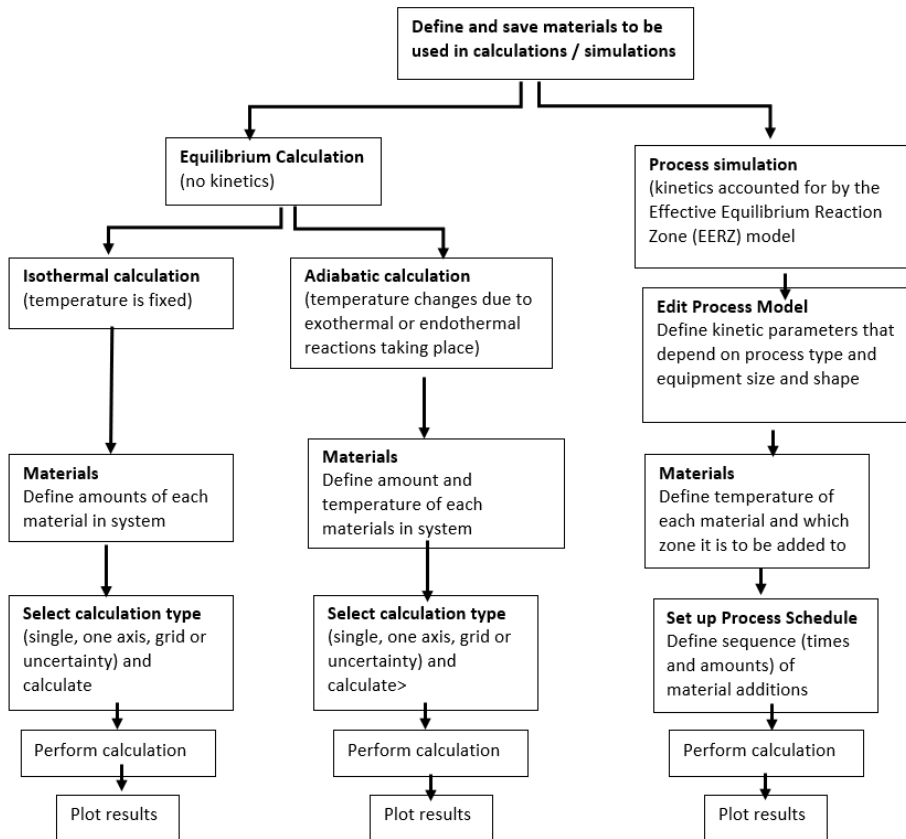 Define and save materials to be
used in calculations / simulations
Equilibrium Calculation
(no kinetics)
Process simulation
(kinetics accounted for by the
Effective Equilibrium Reaction
Zone (EERZ) model
Isothermal calculation
(temperature is fixed)
Adiabatic calculation
(temperature changes due to
exothermal or endothermal
reactions taking place)
Edit Process Model
Define kinetic parameters that
depend on process type and
equipment size and shape
Materials
Define amounts of each
material in system
Materials
Define amount and
temperature of each
materials in system
Materials
Define temperature of
each material and which
zone it is to be added to
Select calculation type
(single, one axis, grid or
uncertainty) and
calculate
Select calculation type
(single, one axis, grid or
uncertainty) and
calculate>
Set up Process Schedule
Define sequence (times
and amounts) of
material additions
Perform calculation
Perform calculation
Perform calculation
Plot results
Plot results
Plot results